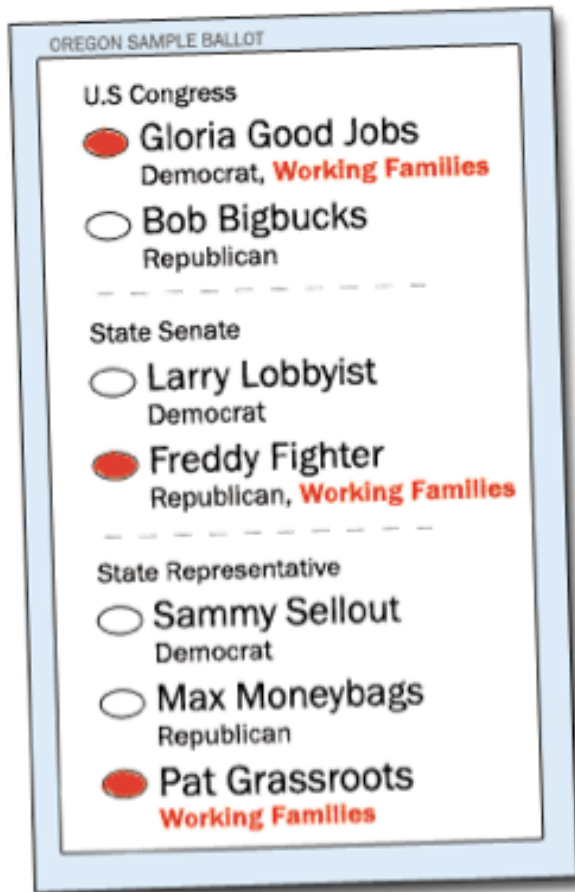 OREGON SAMPLE BALLOT
U.S Congress
Gloria Good Jobs
Democrat, Working Families
Bob Bigbucks
Republican
State Senate
Larry Lobbyist
Democrat
Freddy Fighter
Republican, Working Families
State Representative
Sammy Sellout
Democrat
Max Moneybags
Republican
Pat Grassroots
Working Families